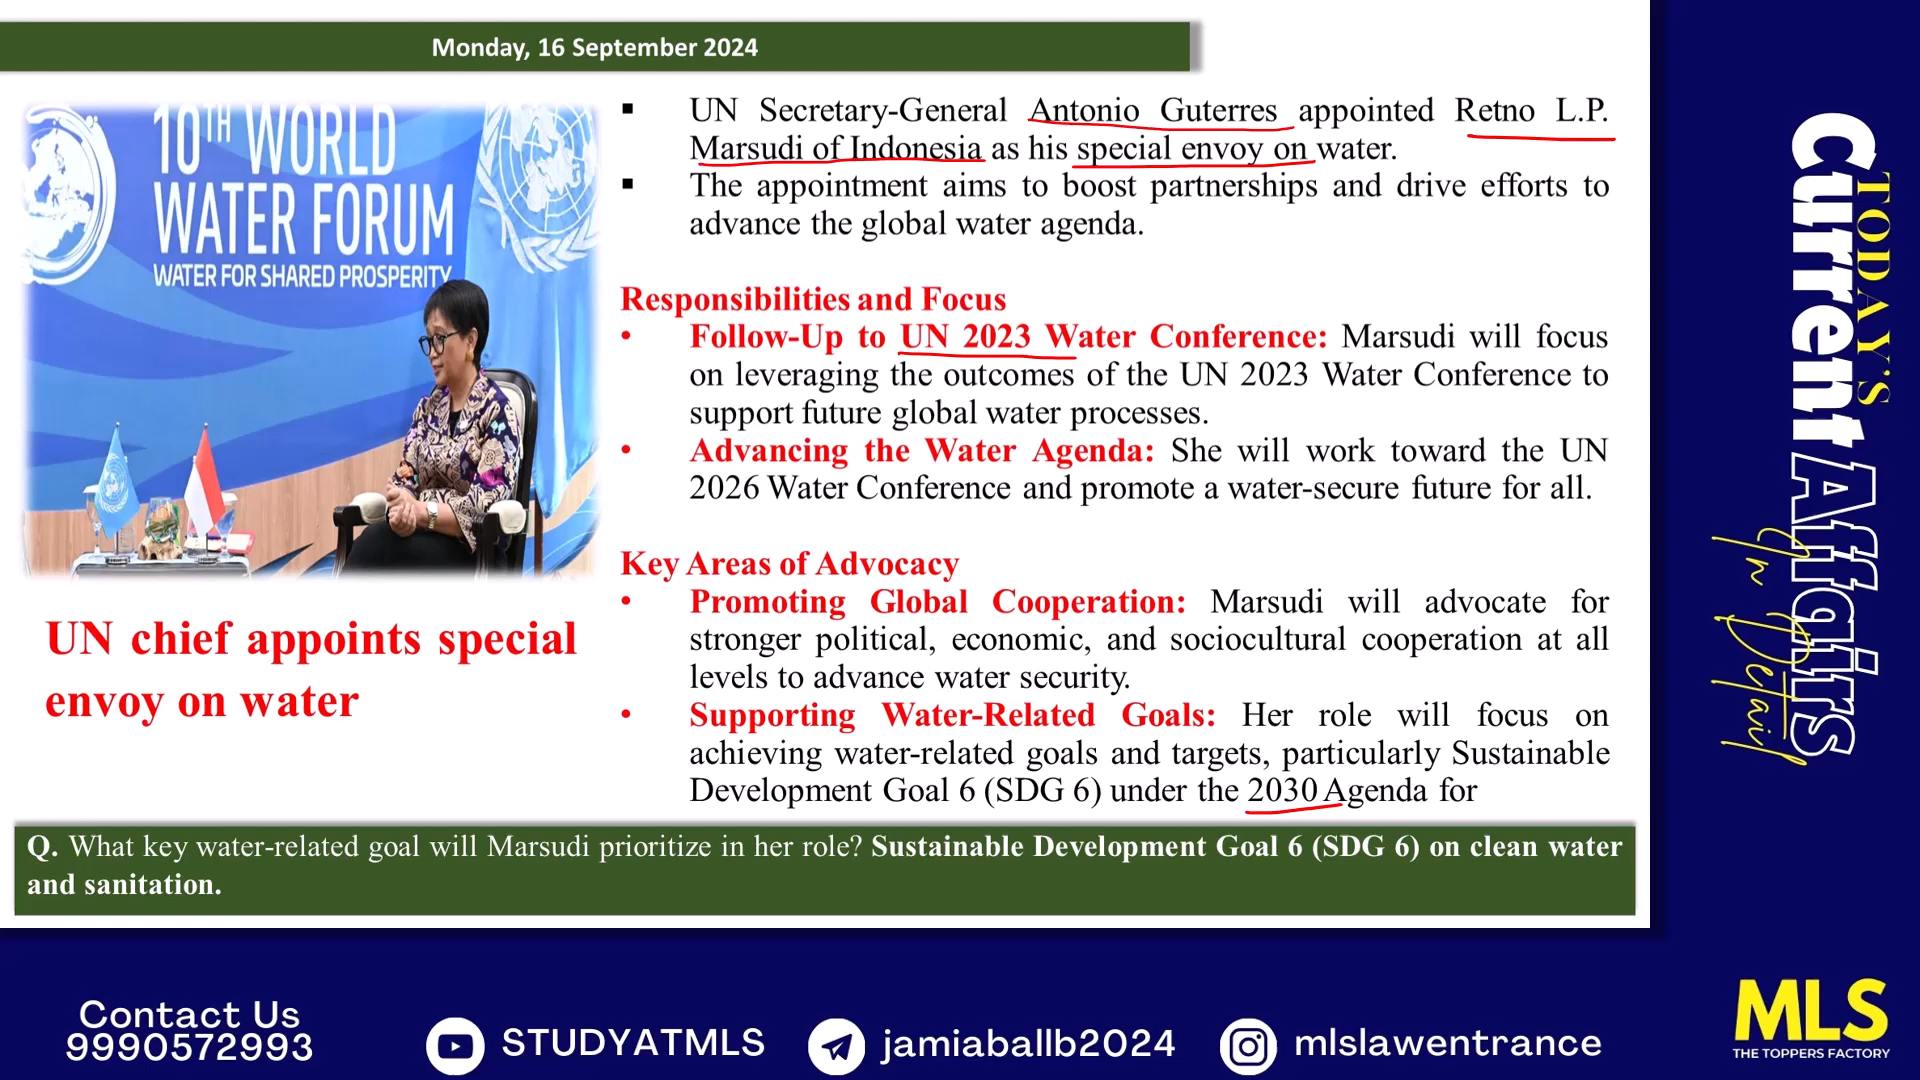 Monday, 16 September 2024
10TH WORLD
WATER FORUM
WATER FOR SHARED PROSPERITY
UN chief appoints special
envoy on water
▪ UN Secretary-General Antonio Guterres appointed Retno L.P.
Marsudi of Indonesia as his special envoy on water.
▪ The appointment aims to boost partnerships and drive efforts to
advance the global water agenda.
Responsibilities and Focus
• Follow-Up to UN 2023 Water Conference: Marsudi will focus
on leveraging the outcomes of the UN 2023 Water Conference to
support future global water processes.
• Advancing the Water Agenda: She will work toward the UN
2026 Water Conference and promote a water-secure future for all.
Key Areas of Advocacy
• Promoting Global Cooperation: Marsudi will advocate for
stronger political, economic, and sociocultural cooperation at all
levels to advance water security.
• Supporting Water-Related Goals: Her role will focus on
achieving water-related goals and targets, particularly Sustainable
Development Goal 6 (SDG 6) under the 2030 Agenda for
Q. What key water-related goal will Marsudi prioritize in her role? Sustainable Development Goal 6 (SDG 6) on clean water
and sanitation.
TODAY'S
Current Affairs
In Detail
Contact Us
9990572993
STUDYATMLS
jamiaballb2024
mlslawentrance
MLS
THE TOPPERS FACTORY